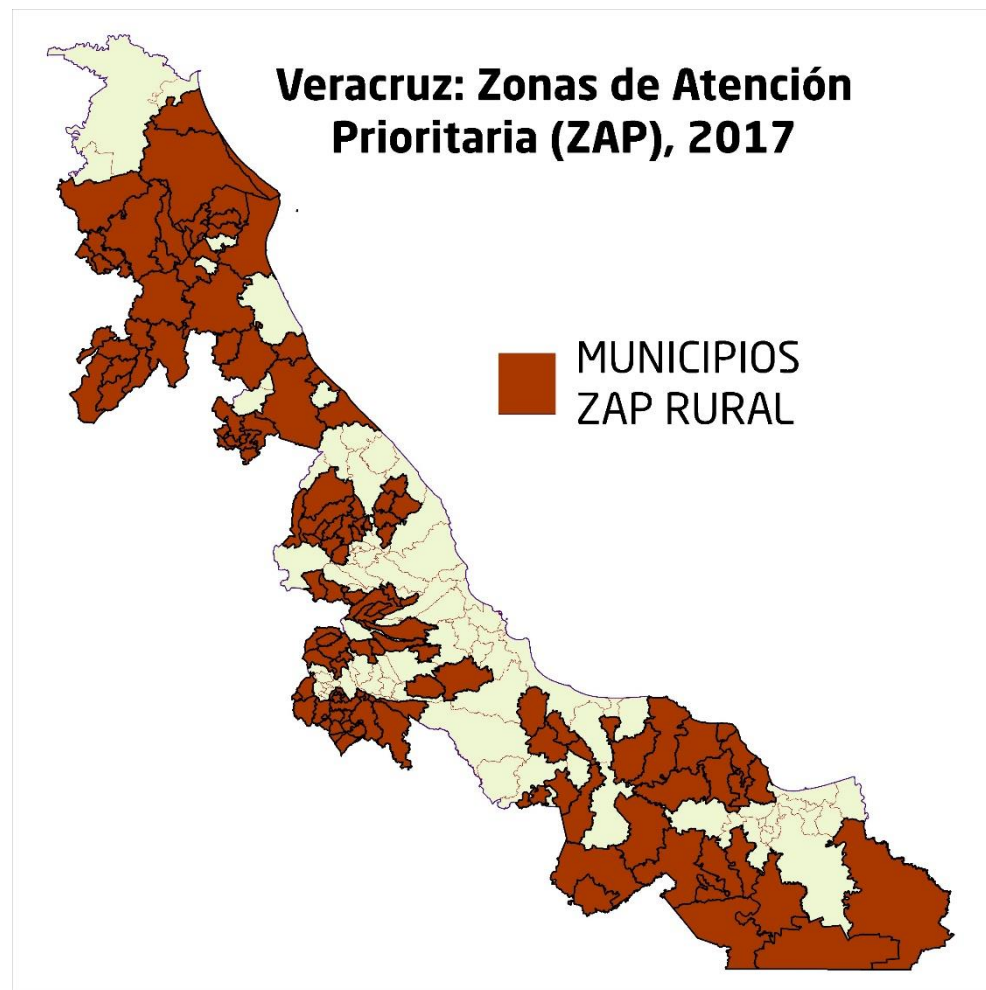 Veracruz: Zonas de Atención
Prioritaria (ZAP), 2017
MUNICIPIOS
ZAP RURAL